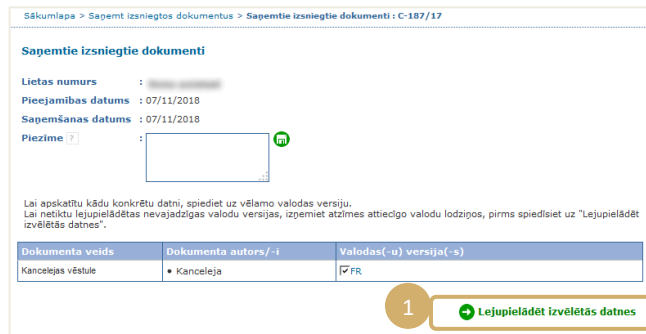 Sākumlapa > Saņemt izsniegtos dokumentus > Saņemtie izsniegtie dokumenti : C-187/17
Saņemtie izsniegtie dokumenti
Lietas numurs :
Pieejamības datums : 07/11/2018
Saņemšanas datums : 07/11/2018
Piezīme ? :
Lai apskatītu kādu konkrētu datni, spiediet uz vēlamo valodas versiju.
Lai netiktu lejupielādētas nevajadzīgas valodu versijas, izņemiet atzīmes attiecīgo valodu lodziņos, pirms spiedīsiet uz "Lejupielādēt
izvēlētās datnes".
Dokumenta veids Dokumenta autors/-i Valodas(-u) versija(-s)
Kancelejas vēstule • Kanceleja FR
1 Lejupielādēt izvēlētās datnes